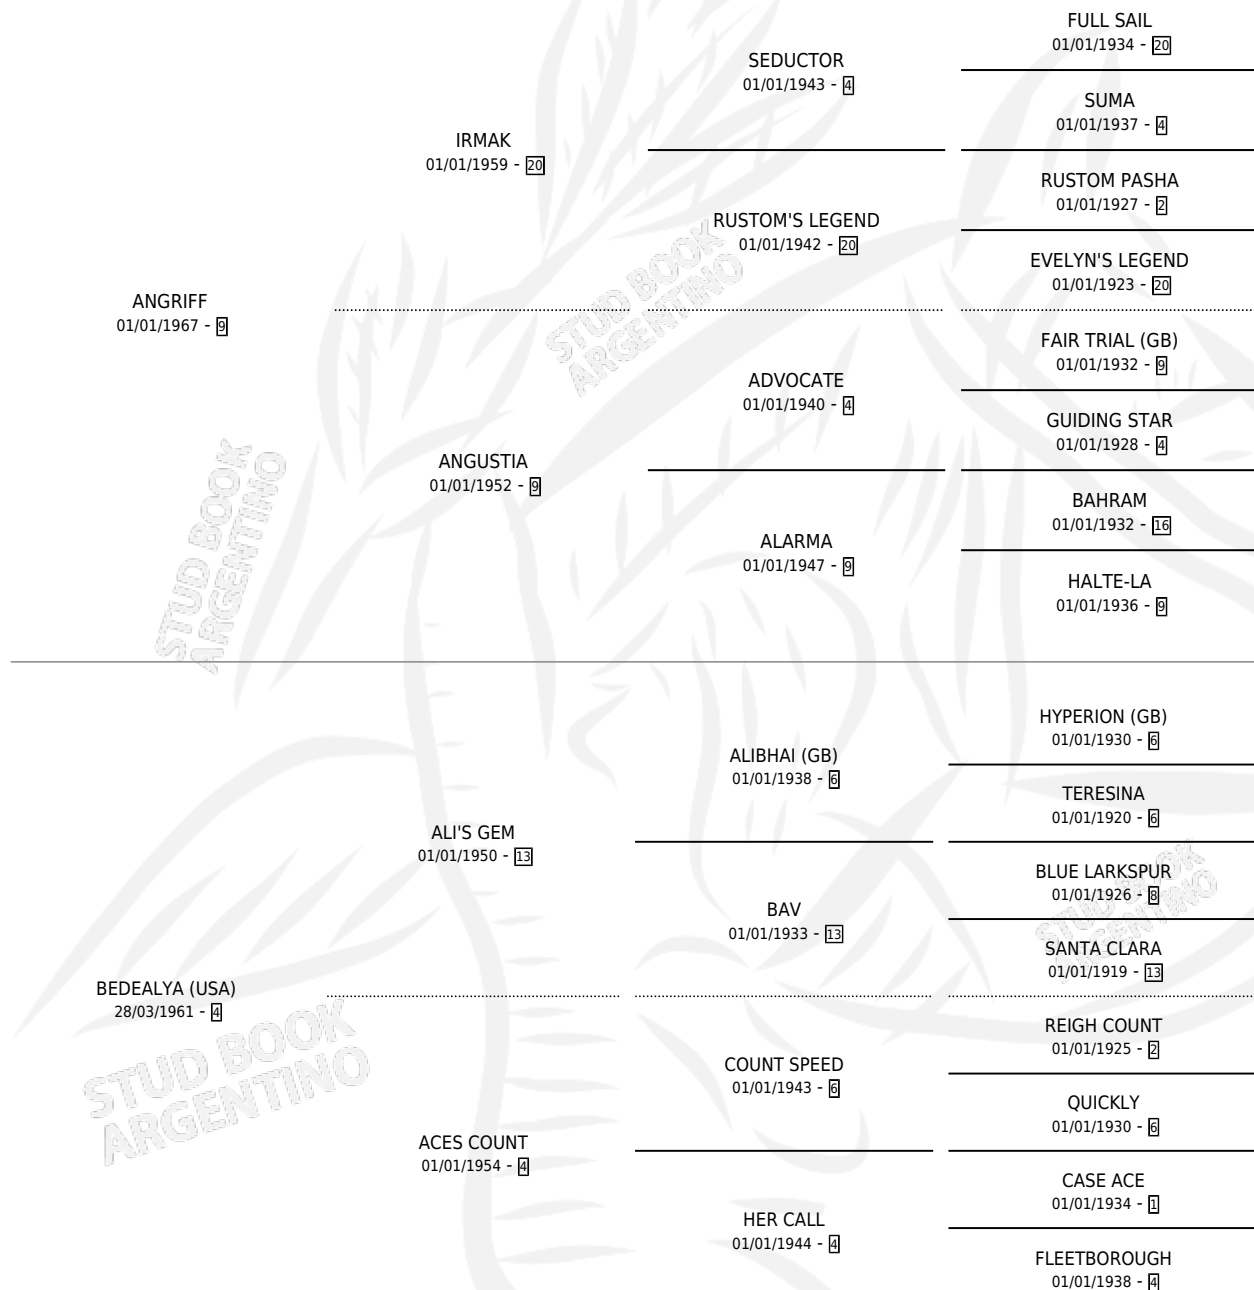 FULL SAIL
01/01/1934 - 20
SEDUCTOR
01/01/1943 - 4
SUMA
01/01/1937 - 4
IRMAK
01/01/1959 - 20
RUSTOM PASHA
01/01/1927 - 2
RUSTOM'S LEGEND
01/01/1942 - 20
EVELYN'S LEGEND
01/01/1923 - 20
ANGRIFF
01/01/1967 - 9
FAIR TRIAL (GB)
01/01/1932 - 9
ADVOCATE
01/01/1940 - 4
GUIDING STAR
01/01/1928 - 4
ANGUSTIA
01/01/1952 - 9
BAHRAM
01/01/1932 - 16
ALARMA
01/01/1947 - 9
HALTE-LA
01/01/1936 - 9
HYPERION (GB)
01/01/1930 - 6
ALIBHAI (GB)
01/01/1938 - 6
TERESINA
01/01/1920 - 6
ALI'S GEM
01/01/1950 - 13
BLUE LARKSPUR
01/01/1926 - 8
BAV
01/01/1933 - 13
SANTA CLARA
01/01/1919 - 13
BEDEALYA (USA)
28/03/1961 - 4
REIGH COUNT
01/01/1925 - 2
COUNT SPEED
01/01/1943 - 6
QUICKLY
01/01/1930 - 6
ACES COUNT
01/01/1954 - 4
CASE ACE
01/01/1934 - 1
HER CALL
01/01/1944 - 4
FLEETBOROUGH
01/01/1938 - 4
STUD BOOK
ARGENTINO
STUD BOOK
ARGENTINO
STUD BOOK
ARGENTINO
STUD BOOK
ARGENTINO